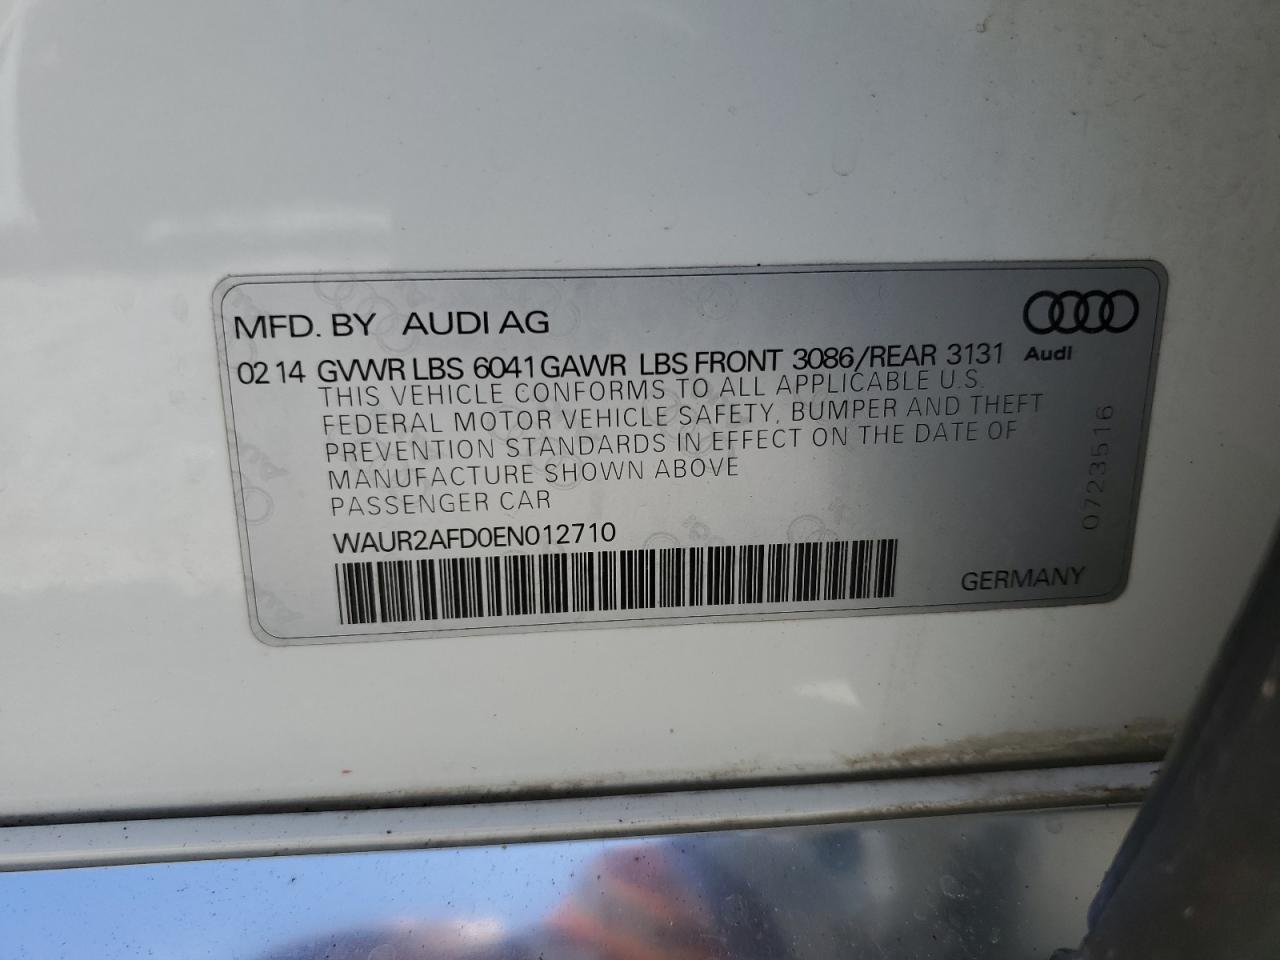 MFD. BY AUDI AG
02 14 GVWR LBS 6041 GAWR LBS FRONT 3086/REAR 3131
Audi
THIS VEHICLE CONFORMS TO ALL APPLICABLE U.S.
FEDERAL MOTOR VEHICLE SAFETY, BUMPER AND THEFT
PREVENTION STANDARDS IN EFFECT ON THE DATE OF
MANUFACTURE SHOWN ABOVE
PASSENGER CAR
WAUR2AFD0EN012710
GERMANY
0723516